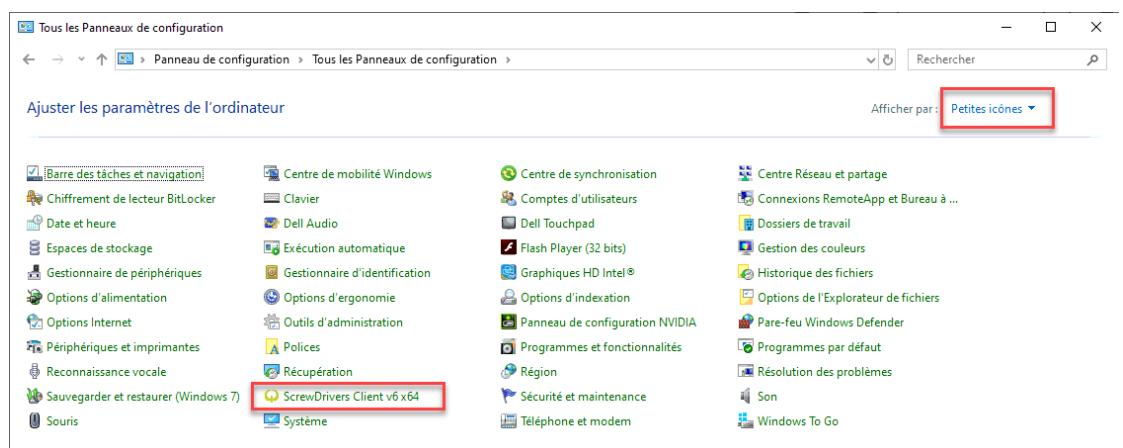 Tous les Panneaux de configuration
Panneau de configuration > Tous les Panneaux de configuration >
Rechercher
Ajuster les paramètres de l'ordinateur
Afficher par : Petites icônes
Barre des tâches et navigation
Centre de mobilité Windows
Centre de synchronisation
Centre Réseau et partage
Chiffrement de lecteur BitLocker
Clavier
Comptes d'utilisateurs
Connexions RemoteApp et Bureau à ...
Date et heure
Dell Audio
Dell Touchpad
Dossiers de travail
Espaces de stockage
Exécution automatique
Flash Player (32 bits)
Gestion des couleurs
Gestionnaire de périphériques
Gestionnaire d'identification
Graphiques HD Intel®
Historique des fichiers
Options d'alimentation
Options d'ergonomie
Options d'indexation
Options de l'Explorateur de fichiers
Options Internet
Outils d'administration
Panneau de configuration NVIDIA
Pare-feu Windows Defender
Périphériques et imprimantes
Polices
Programmes et fonctionnalités
Programmes par défaut
Reconnaissance vocale
Récupération
Région
Résolution des problèmes
Sauvegarder et restaurer (Windows 7)
ScrewDrivers Client v6 x64
Sécurité et maintenance
Son
Souris
Système
Téléphone et modem
Windows To Go